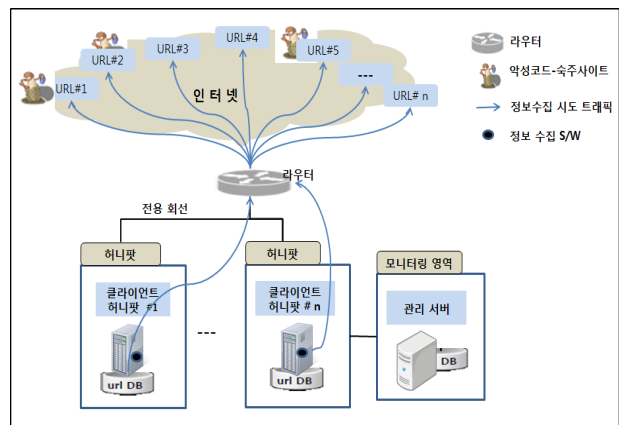 URL#1
URL#2
URL#3
URL#4
URL#5
---
URL# n
인 터 넷
라우터
악성코드-숙주사이트
정보수집 시도 트래픽
정보 수집 S/W
라우터
전용 회선
허니팟
허니팟
모니터링 영역
클라이언트
허니팟 #1
---
클라이언트
허니팟 # n
관리 서버
url DB
url DB
DB